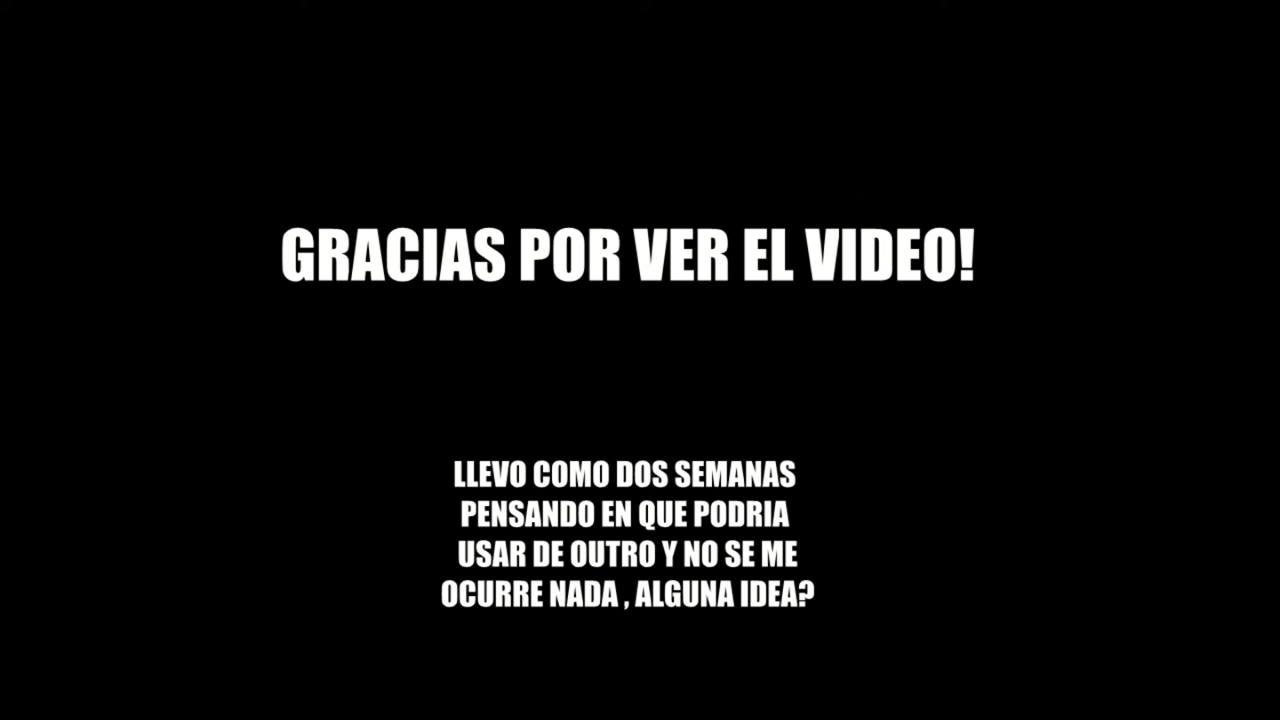 GRACIAS POR VER EL VIDEO!
LLEVO COMO DOS SEMANAS
PENSANDO EN QUE PODRIA
USAR DE OUTRO Y NO SE ME
OCURRE NADA , ALGUNA IDEA?